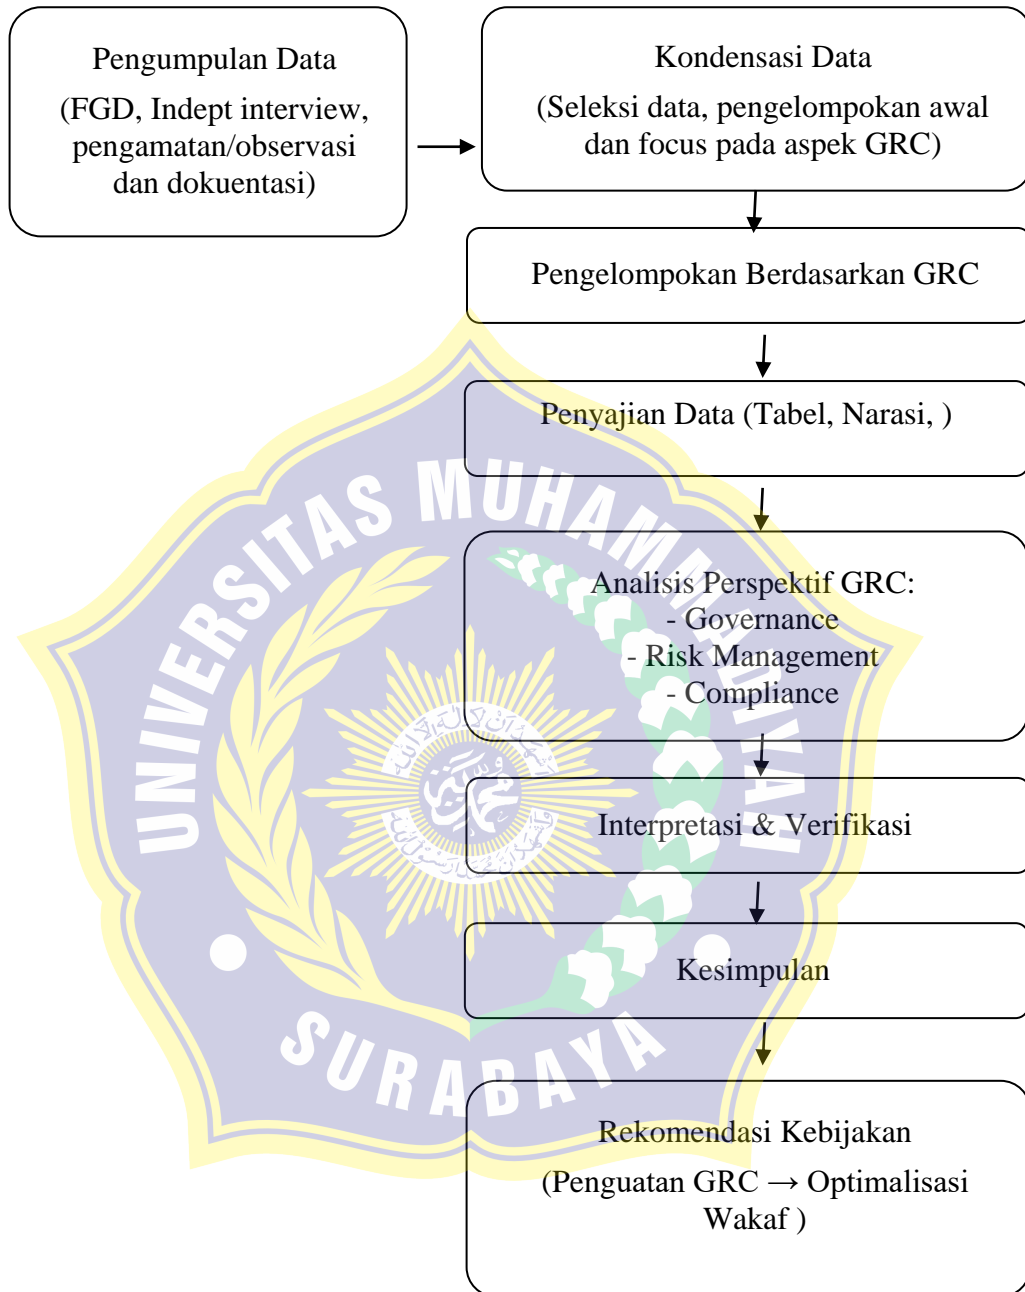 Pengumpulan Data
(FGD, Indept interview,
pengamatan/observasi
dan dokuentasi)
Kondensasi Data
(Seleksi data, pengelompokan awal
dan focus pada aspek GRC)
Pengelompokan Berdasarkan GRC
Penyajian Data (Tabel, Narasi, )
Analisis Perspektif GRC:
- Governance
- Risk Management
- Compliance
Interpretasi & Verifikasi
Kesimpulan
Rekomendasi Kebijakan
(Penguatan GRC → Optimalisasi
Wakaf )
UNIVERSITAS MUHAMMADIYAH
SURABAYA